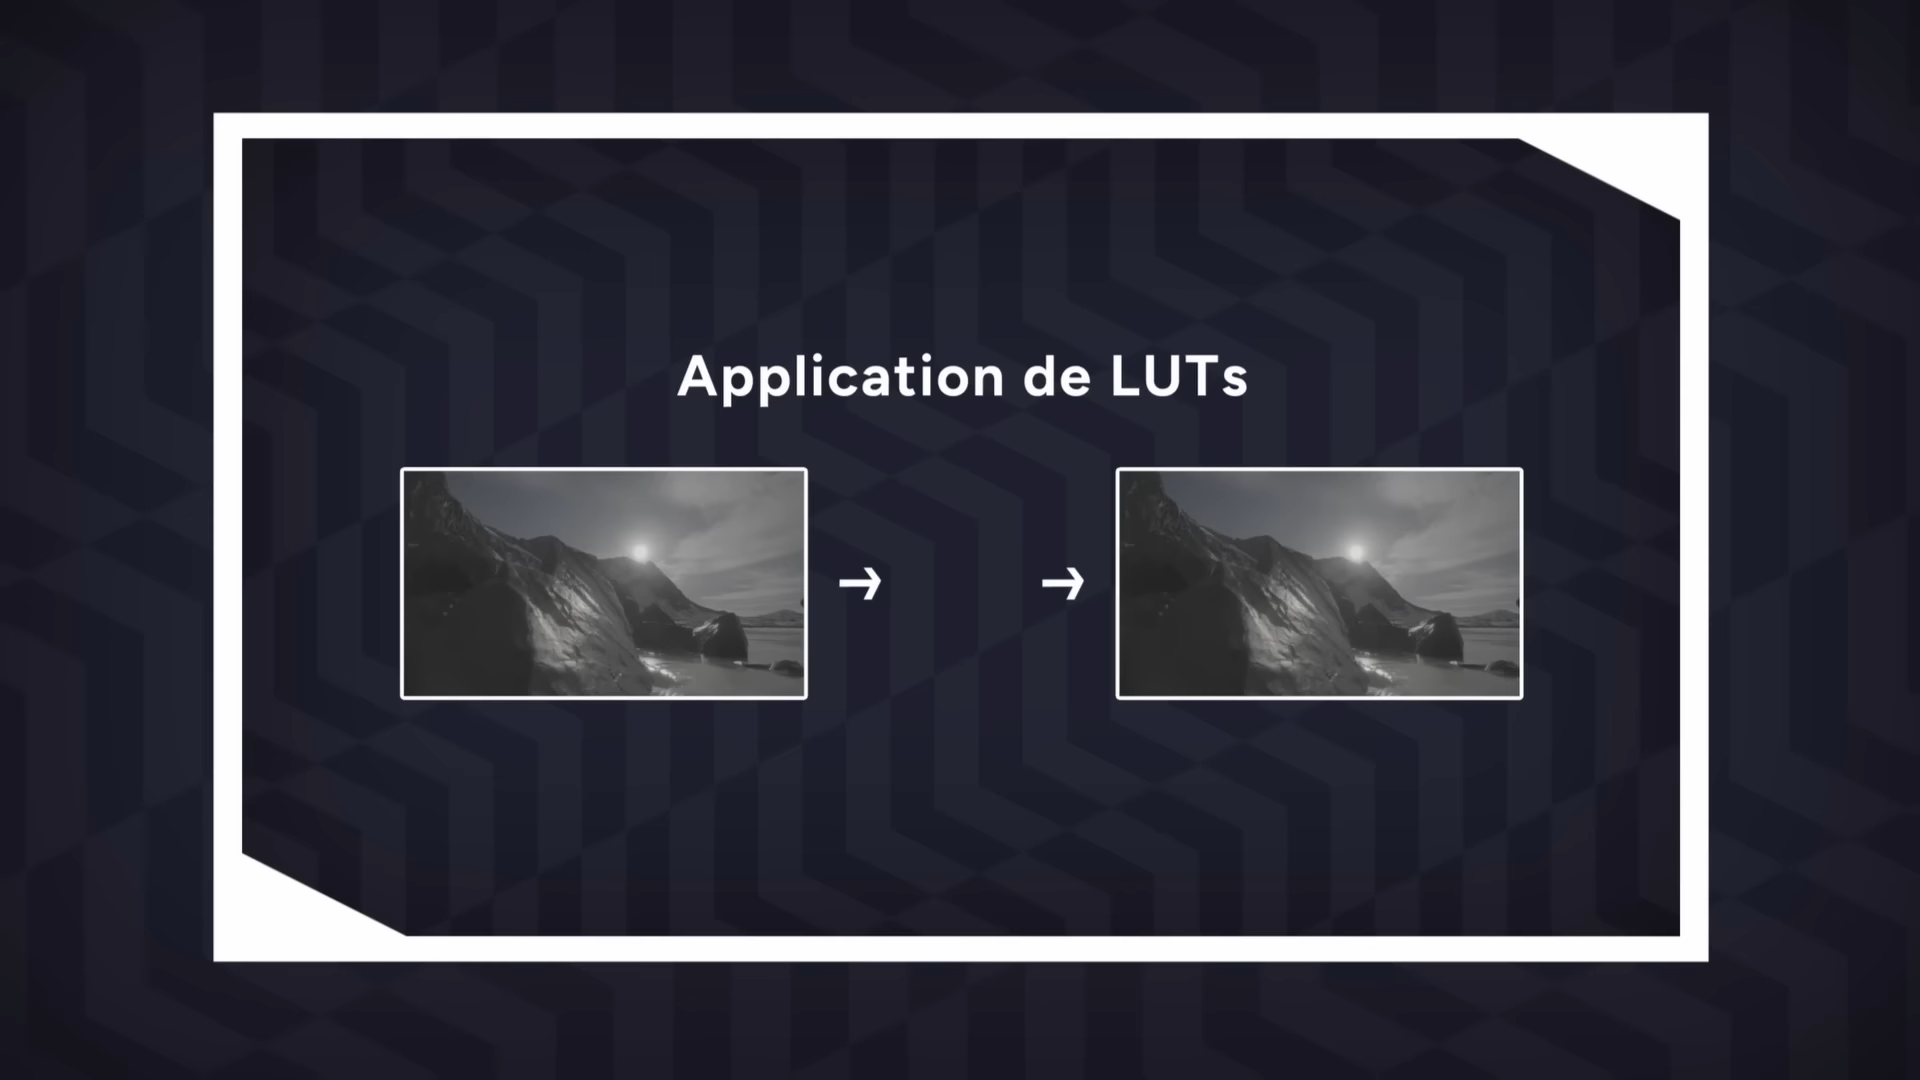 Application de LUTs
→ →